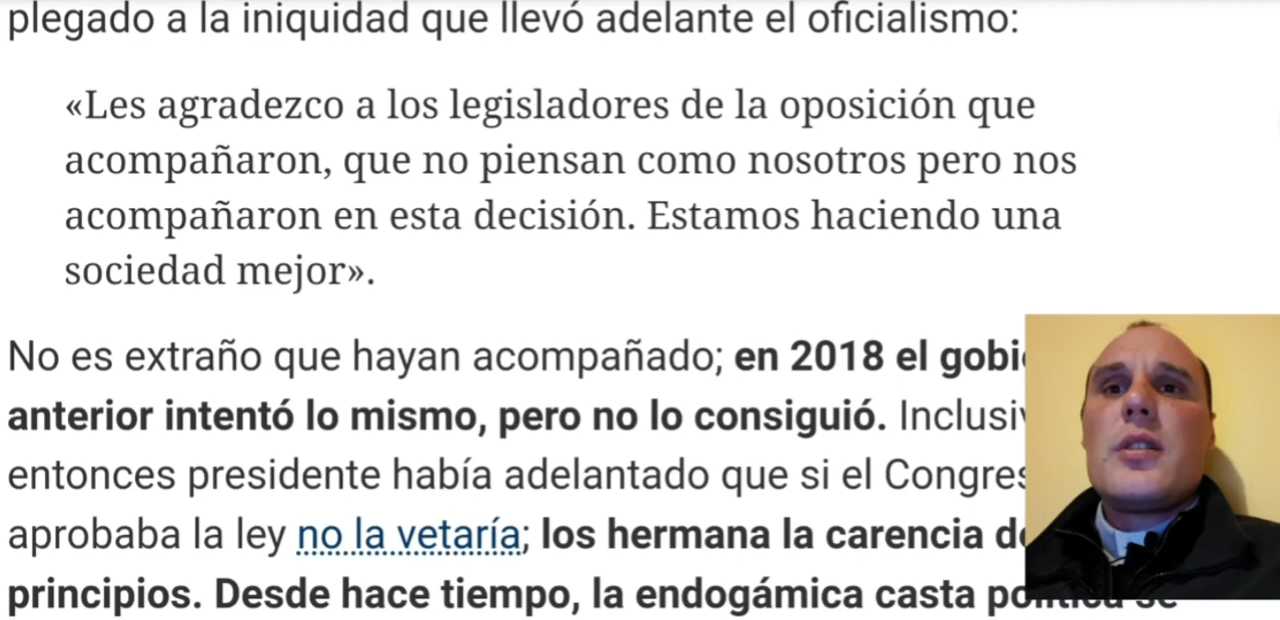 plegado a la iniquidad que llevó adelante el oficialismo:
«Les agradezco a los legisladores de la oposición que
acompañaron, que no piensan como nosotros pero nos
acompañaron en esta decisión. Estamos haciendo una
sociedad mejor».
No es extraño que hayan acompañado; en 2018 el
anterior intentó lo mismo, pero no lo consiguió.
entonces presidente había adelantado que si el
aprobaba la ley no la vetaría; los hermana la carencia
principios. Desde hace tiempo, la endogámica casta política se